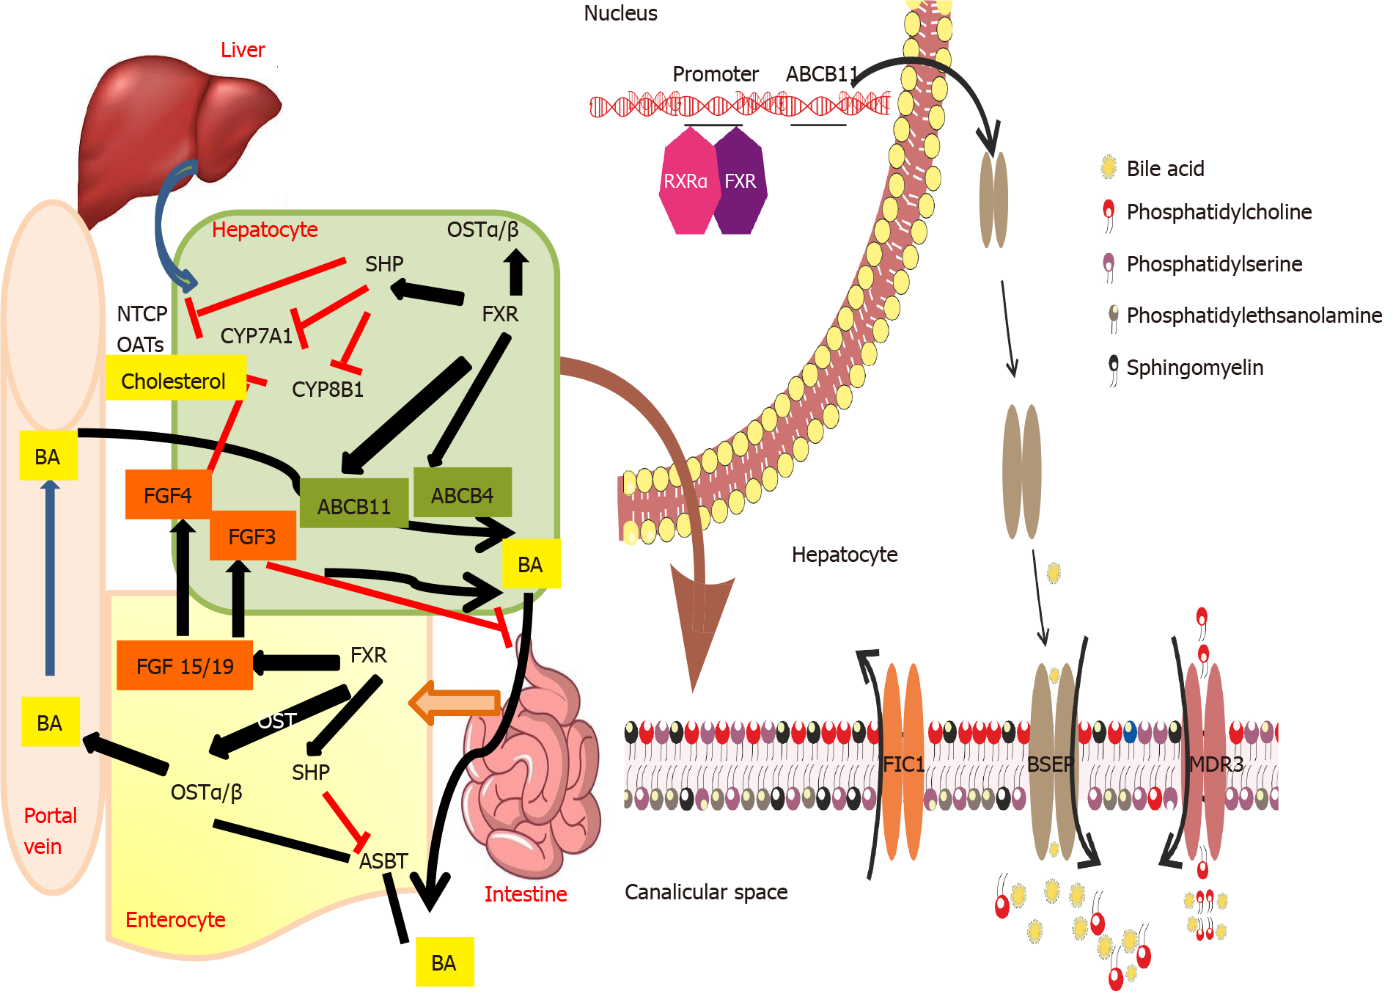 Nucleus
Liver
Promoter
ABCB11
RXRα
FXR
Bile acid
Phosphatidylcholine
Phosphatidylserine
Phosphatidylethsanolamine
Sphingomyelin
Hepatocyte
OSTα/β
SHP
FXR
NTCP
OATs
CYP7A1
Cholesterol
CYP8B1
BA
FGF4
ABCB11
ABCB4
FGF3
BA
Hepatocyte
FGF 15/19
FXR
OST
BA
SHP
OSTα/β
Portal
vein
ASBT
Enterocyte
Intestine
BA
FIC1
BSEP
MDR3
Canalicular space